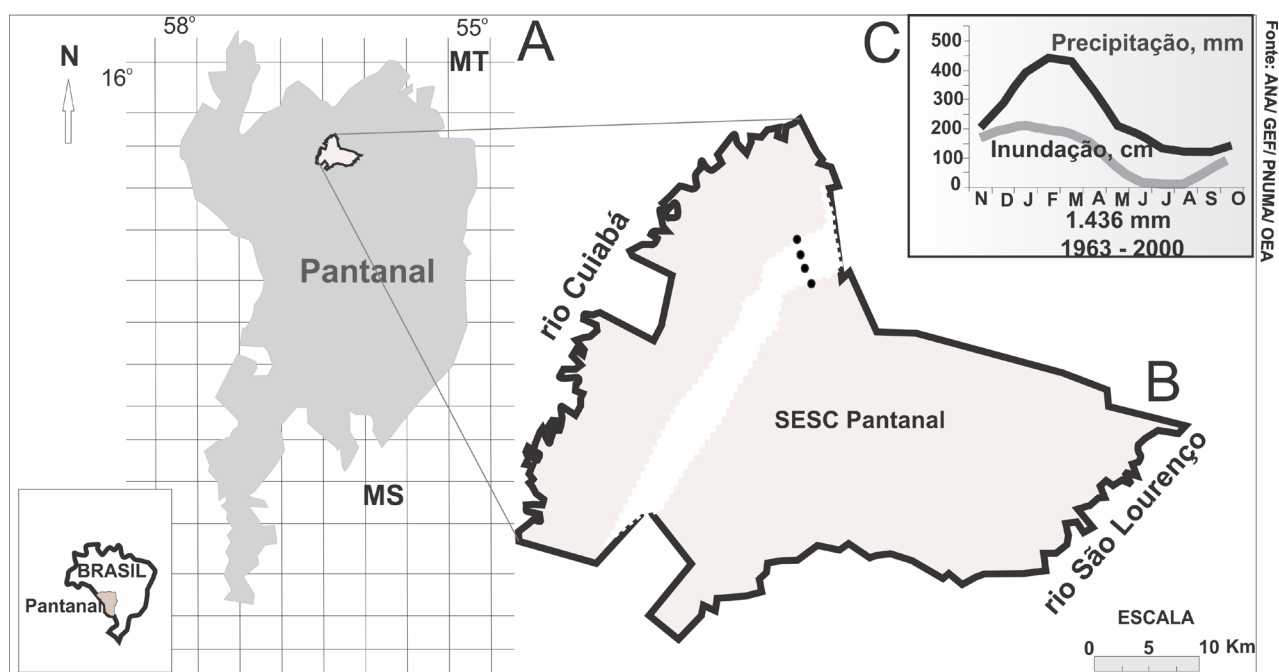 58°
55°
N
16°
MT
A
Pantanal
MS
BRASIL
Pantanal
rio Cuiabá
SESC Pantanal
B
rio São Lourenço
ESCALA
0 5 10 Km
C
Precipitação, mm
500
400
300
200
100
0
Inundação, cm
N D J F M A M J J A S O
1.436 mm
1963 - 2000
Fonte: ANA/ GEF/ PNUMA/ OEA